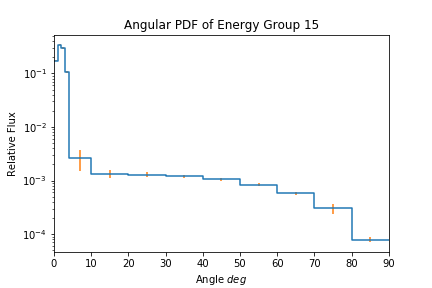 Angular PDF of Energy Group 15
Relative Flux
10⁻¹
10⁻²
10⁻³
10⁻⁴
0 10 20 30 40 50 60 70 80 90
Angle deg